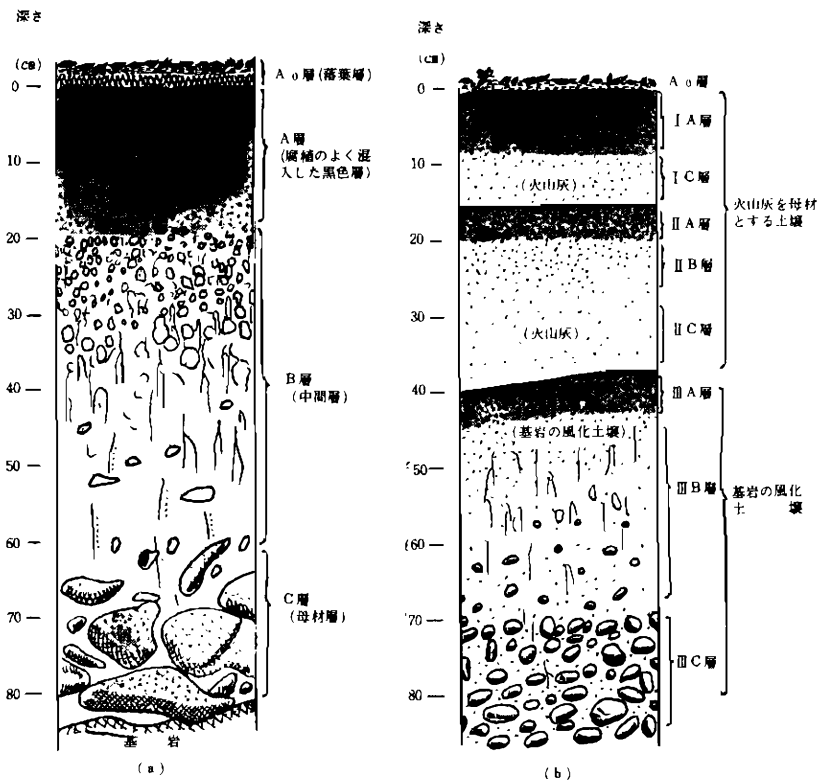 深さ
(cm)
0
10
20
30
40
50
60
70
80
A₀層(落葉層)
A層
(腐植のよく混
入した黒色層)
B層
(中間層)
C層
(母材層)
基 岩
(a)
深さ
(cm)
0
10
20
30
40
50
60
70
80
A₀層
ⅠA層
ⅠC層
(火山灰)
ⅡA層
ⅡB層
ⅡC層
(火山灰)
火山灰を母材
とする土壌
ⅢA層
(基岩の風化土壌)
ⅢB層
ⅢC層
基岩の風化
土 壌
(b)